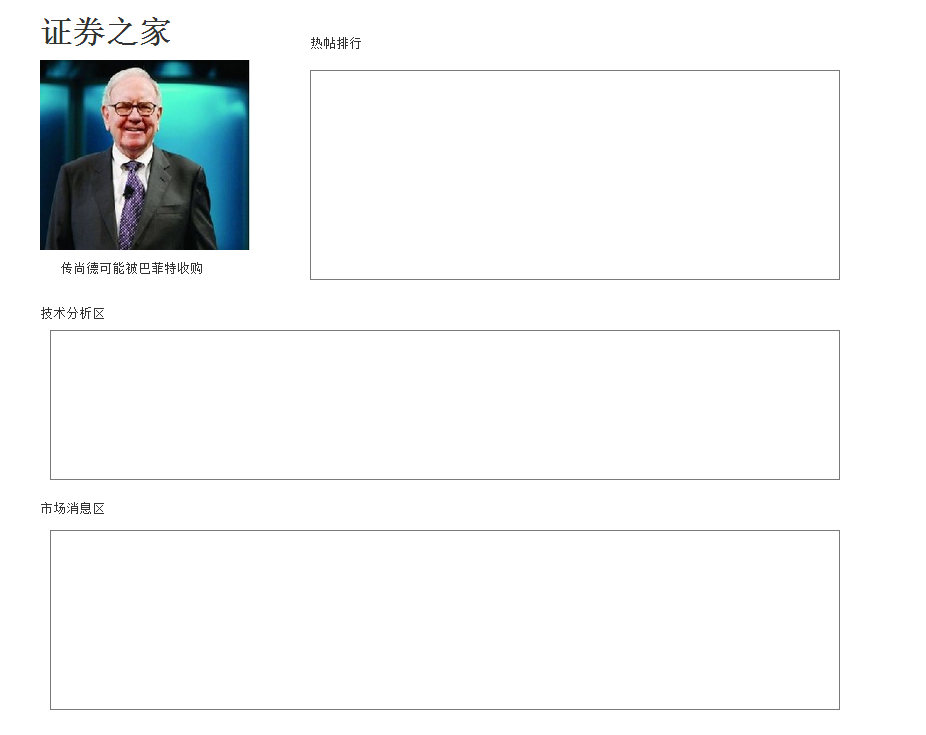 证券之家
热帖排行
传尚德可能被巴菲特收购
技术分析区
市场消息区